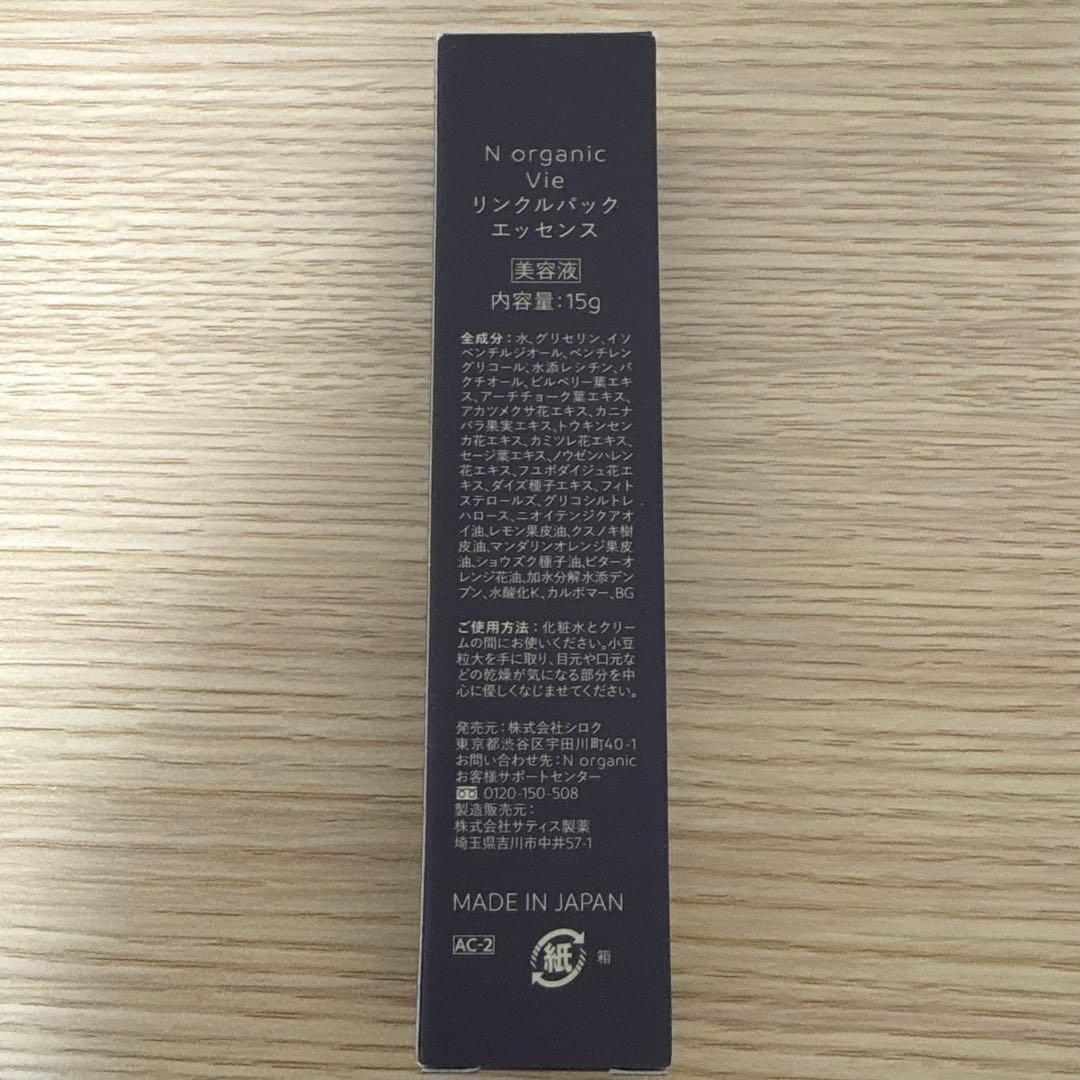 N organic
Vie
リンクルパック
エッセンス
美容液
内容量:15g
全成分:水、グリセリン、イソ
ペンチルジオール、ペンチレン
グリコール、水添レシチン、バ
クチオール、ビルベリー葉エキ
ス、アーチチョーク葉エキス、
アカツメクサ花エキス、カニナ
バラ果実エキス、トウキンセン
カ花エキス、カミツレ花エキス、
セージ葉エキス、ノウゼンハレン
花エキス、フユボダイジュ花エ
キス、ダイズ種子エキス、フィト
ステロールズ、グリコシルトレ
ハロース、ニオイテンジクアオ
イ油、レモン果皮油、クスノキ樹
皮油、マンダリンオレンジ果皮
油、ショウズク種子油、ビターオ
レンジ花油、加水分解水添デン
プン、水酸化K、カルボマー、BG
ご使用方法:化粧水とクリー
ムの間にお使いください。小豆
粒大を手に取り、目元や口元な
どの乾燥が気になる部分を中
心に優しくなじませてください。
発売元:株式会社シロク
東京都渋谷区宇田川町40-1
お問い合わせ先:N organic
お客様サポートセンター
0120-150-508
製造販売元:
株式会社サティス製薬
埼玉県吉川市中井57-1
MADE IN JAPAN
AC-2
紙 箱